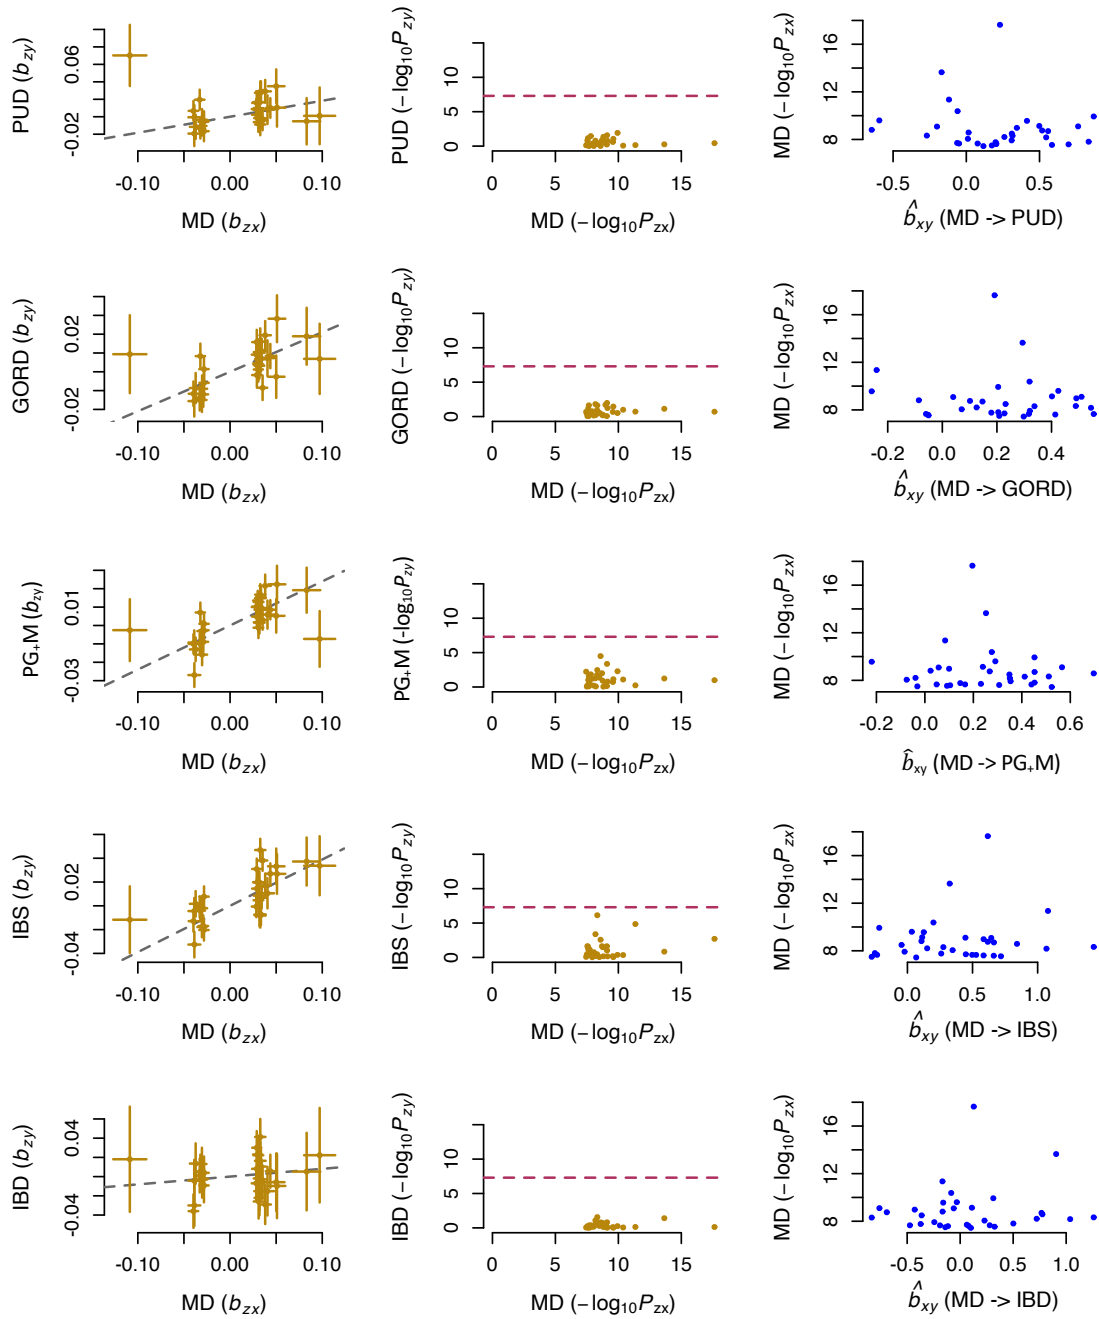 PUD (bzy)
-0.02 0.06
-0.10 0.00 0.10
MD (bzx)
PUD (−log10Pzy)
0 5 10 15
0 5 10 15
MD (−log10Pzx)
MD (−log10Pzx)
8 12 16
-0.5 0.0 0.5
b̂xy (MD -> PUD)
GORD (bzy)
-0.02 0.02
-0.10 0.00 0.10
MD (bzx)
GORD (−log10Pzy)
0 5 10 15
0 5 10 15
MD (−log10Pzx)
MD (−log10Pzx)
8 12 16
-0.2 0.0 0.2 0.4
b̂xy (MD -> GORD)
PG+M (bzy)
-0.03 0.01
-0.10 0.00 0.10
MD (bzx)
PG+M (-log10Pzy)
0 5 10 15
0 5 10 15
MD (−log10Pzx)
MD (−log10Pzx)
8 12 16
-0.2 0.0 0.2 0.4 0.6
b̂xy (MD -> PG+M)
IBS (bzy)
-0.04 0.02
-0.10 0.00 0.10
MD (bzx)
IBS (−log10Pzy)
0 5 10 15
0 5 10 15
MD (−log10Pzx)
MD (−log10Pzx)
8 12 16
0.0 0.5 1.0
b̂xy (MD -> IBS)
IBD (bzy)
-0.04 0.04
-0.10 0.00 0.10
MD (bzx)
IBD (−log10Pzy)
0 5 10 15
0 5 10 15
MD (−log10Pzx)
MD (−log10Pzx)
8 12 16
-0.5 0.0 0.5 1.0
b̂xy (MD -> IBD)